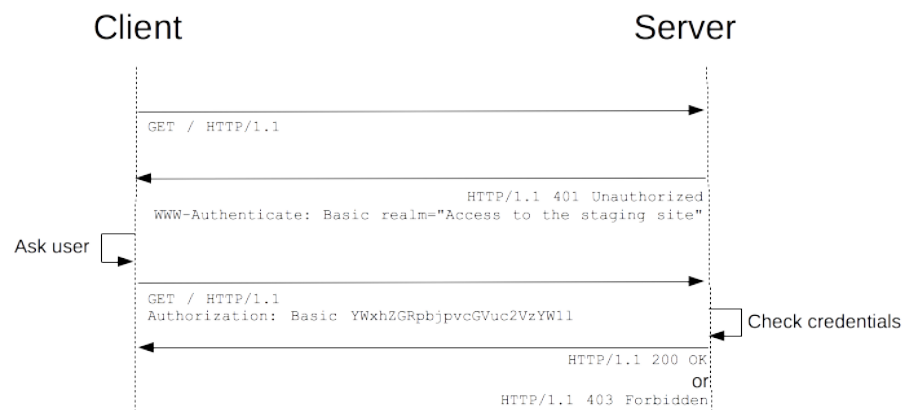 Client
Server
GET / HTTP/1.1
HTTP/1.1 401 Unauthorized
WWW-Authenticate: Basic realm="Access to the staging site"
Ask user
GET / HTTP/1.1
Authorization: Basic YWxhZGRpbjpvcGVuc2VzYW1l
Check credentials
HTTP/1.1 200 OK
or
HTTP/1.1 403 Forbidden